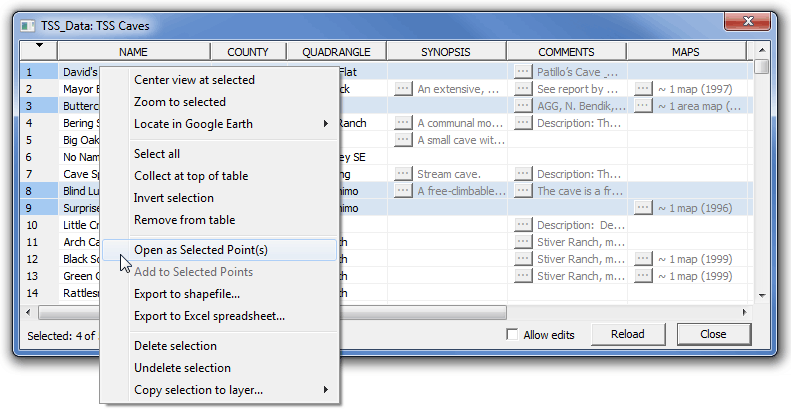 TSS_Data: TSS Caves
NAME COUNTY QUADRANGLE SYNOPSIS COMMENTS MAPS
1 David's Flat ... Patillo's Cave _...
2 Mayor B ck ... An extensive, ... ... See report by ... ... ~ 1 map (1997)
3 Butterc ... AGG, N. Bendik,... ... ~ 1 area map (...
4 Bering S Ranch ... A communal mo... ... Description: Th...
5 Big Oak ... A small cave wit...
6 No Nam ey SE
7 Cave Sp ng ... Stream cave. ... Description: Th...
8 Blind Lu nimo ... A free-climbable... ... The cave is a fr...
9 Surprise nimo ... ~ 1 map (1996)
10 Little Cr ... Description: De...
11 Arch Ca th ... Stiver Ranch, m...
12 Black So th ... Stiver Ranch, m... ... ~ 1 map (1999)
13 Green G th ... Stiver Ranch, m... ... ~ 1 map (1999)
14 Rattlesn th
Center view at selected
Zoom to selected
Locate in Google Earth
Select all
Collect at top of table
Invert selection
Remove from table
Open as Selected Point(s)
Add to Selected Points
Export to shapefile...
Export to Excel spreadsheet...
Delete selection
Undelete selection
Copy selection to layer...
Selected: 4 of Allow edits Reload Close